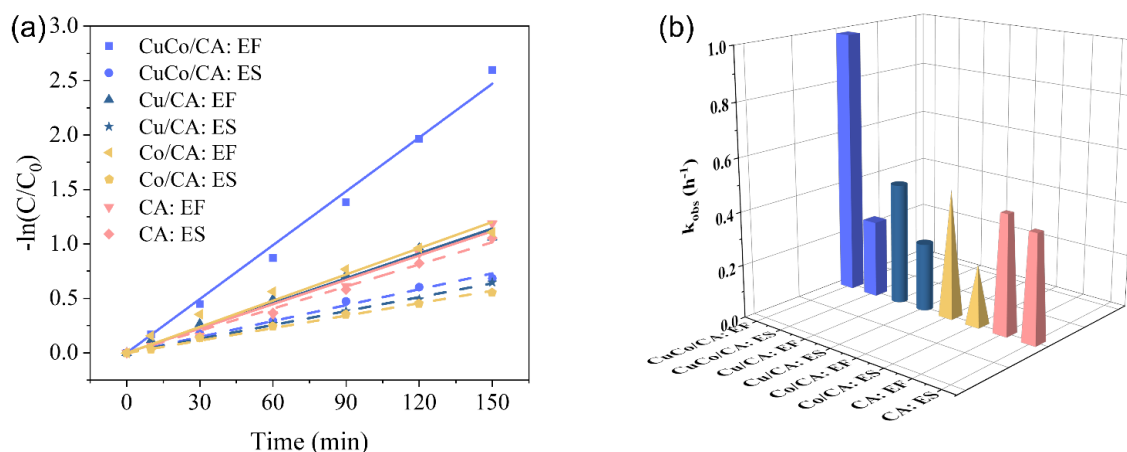 (a)
3.0
2.5
2.0
1.5
1.0
0.5
0.0
-ln(C/C₀)
CuCo/CA: EF
CuCo/CA: ES
Cu/CA: EF
Cu/CA: ES
Co/CA: EF
Co/CA: ES
CA: EF
CA: ES
0 30 60 90 120 150
Time (min)
(b)
1.0
0.8
0.6
0.4
0.2
0.0
k_obs (h⁻¹)
CuCo/CA: EF
CuCo/CA: ES
Cu/CA: EF
Cu/CA: ES
Co/CA: EF
Co/CA: ES
CA: EF
CA: ES